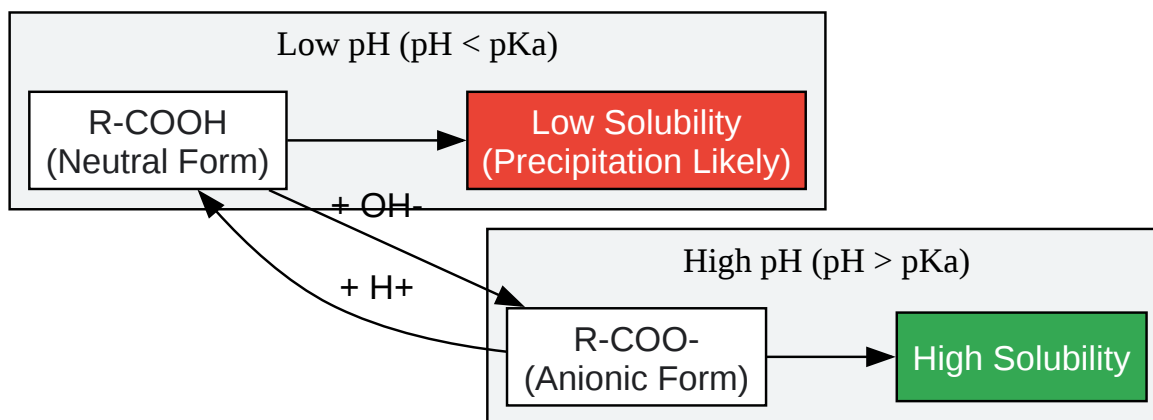 Low pH (pH < pKa)
R-COOH
(Neutral Form)
Low Solubility
(Precipitation Likely)
+ OH-
+ H+
High pH (pH > pKa)
R-COO-
(Anionic Form)
High Solubility